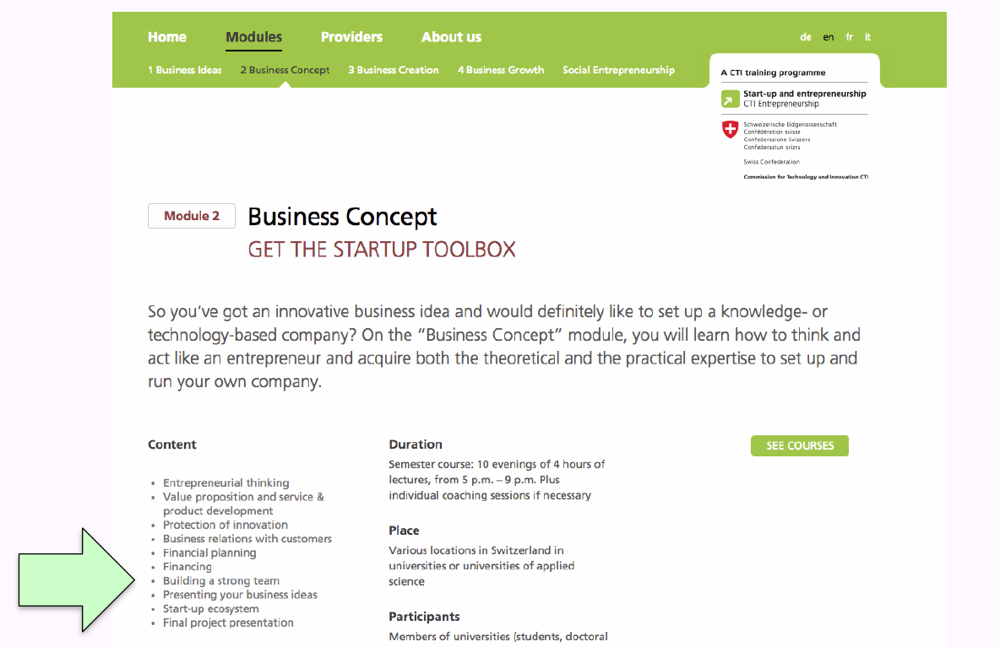 Home Modules Providers About us
de en fr it
1 Business Ideas 2 Business Concept 3 Business Creation 4 Business Growth Social Entrepreneurship
A CTI training programme
Start-up and entrepreneurship
CTI Entrepreneurship
Schweizerische Eidgenossenschaft
Confédération suisse
Confederazione Svizzera
Confederaziun svizra
Swiss Confederation
Commission for Technology and Innovation CTI
Module 2
Business Concept
GET THE STARTUP TOOLBOX
So you've got an innovative business idea and would definitely like to set up a knowledge- or
technology-based company? On the “Business Concept” module, you will learn how to think and
act like an entrepreneur and acquire both the theoretical and the practical expertise to set up and
run your own company.
Content
• Entrepreneurial thinking
• Value proposition and service &
product development
• Protection of innovation
• Business relations with customers
• Financial planning
• Financing
• Building a strong team
• Presenting your business ideas
• Start-up ecosystem
• Final project presentation
Duration
Semester course: 10 evenings of 4 hours of
lectures, from 5 p.m. – 9 p.m. Plus
individual coaching sessions if necessary
Place
Various locations in Switzerland in
universities or universities of applied
science
Participants
Members of universities (students, doctoral
SEE COURSES